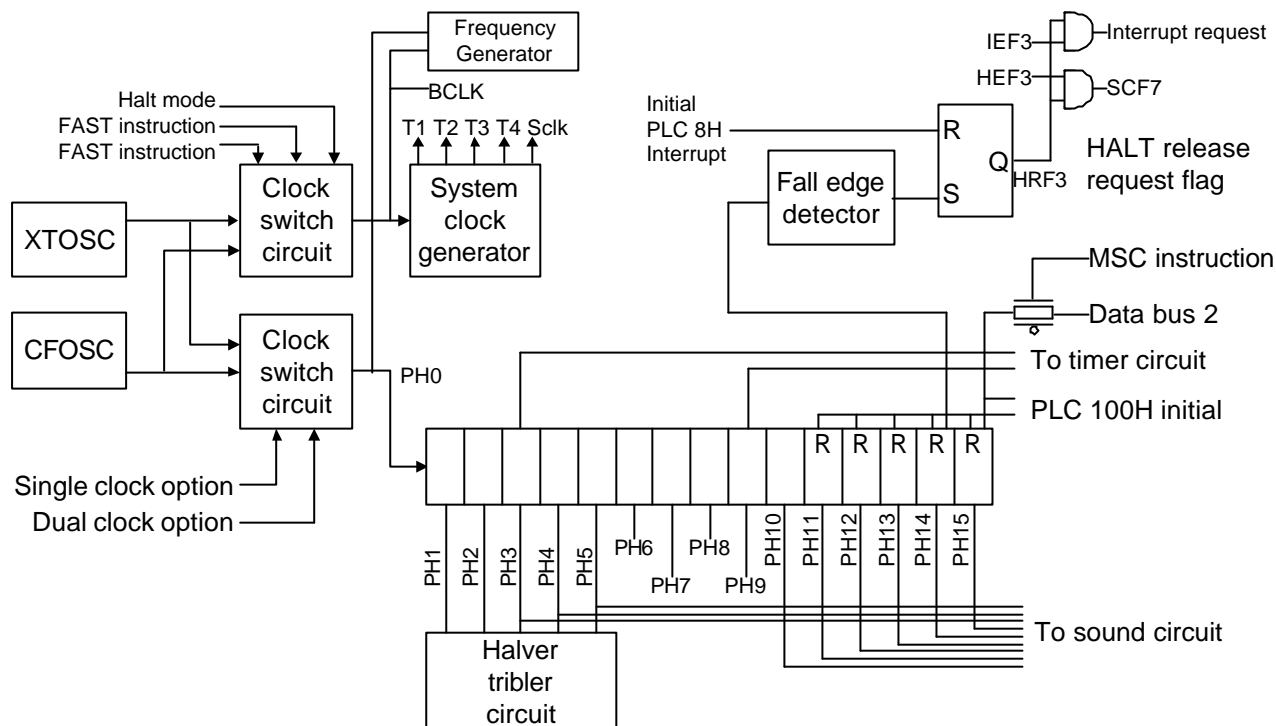 Frequency
Generator
BCLK
Halt mode
FAST instruction
FAST instruction
T1 T2 T3 T4 Sclk
XTOSC
Clock
switch
circuit
System
clock
generator
CFOSC
Clock
switch
circuit
PH0
Single clock option
Dual clock option
IEF3
Interrupt request
HEF3
SCF7
Initial
PLC 8H
Interrupt
R
Q
S
HRF3
HALT release
request flag
Fall edge
detector
MSC instruction
Data bus 2
To timer circuit
PLC 100H initial
R R R R R
PH1 PH2 PH3 PH4 PH5
PH6
PH7
PH8
PH9
PH10 PH11 PH12 PH13 PH14 PH15
To sound circuit
Halver
tribler
circuit